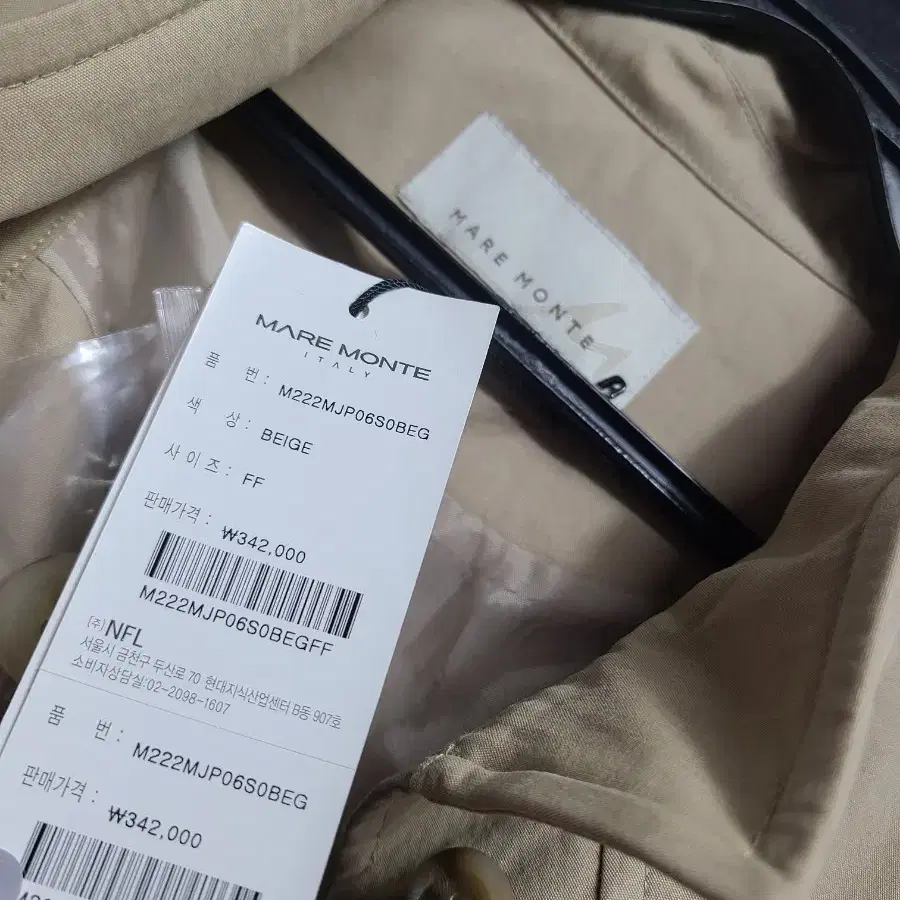 MARE MONTE
MARE MONTE
ITALY
품 번 : M222MJP06S0BEG
색 상 : BEIGE
사 이 즈 : FF
판매가격 : ₩342,000
M222MJP06S0BEGFF
(주)NFL
서울시 금천구 두산로 70 현대지식산업센터 B동 907호
소비자상담실:02-2098-1607
품 번 : M222MJP06S0BEG
판매가격 : ₩342,000